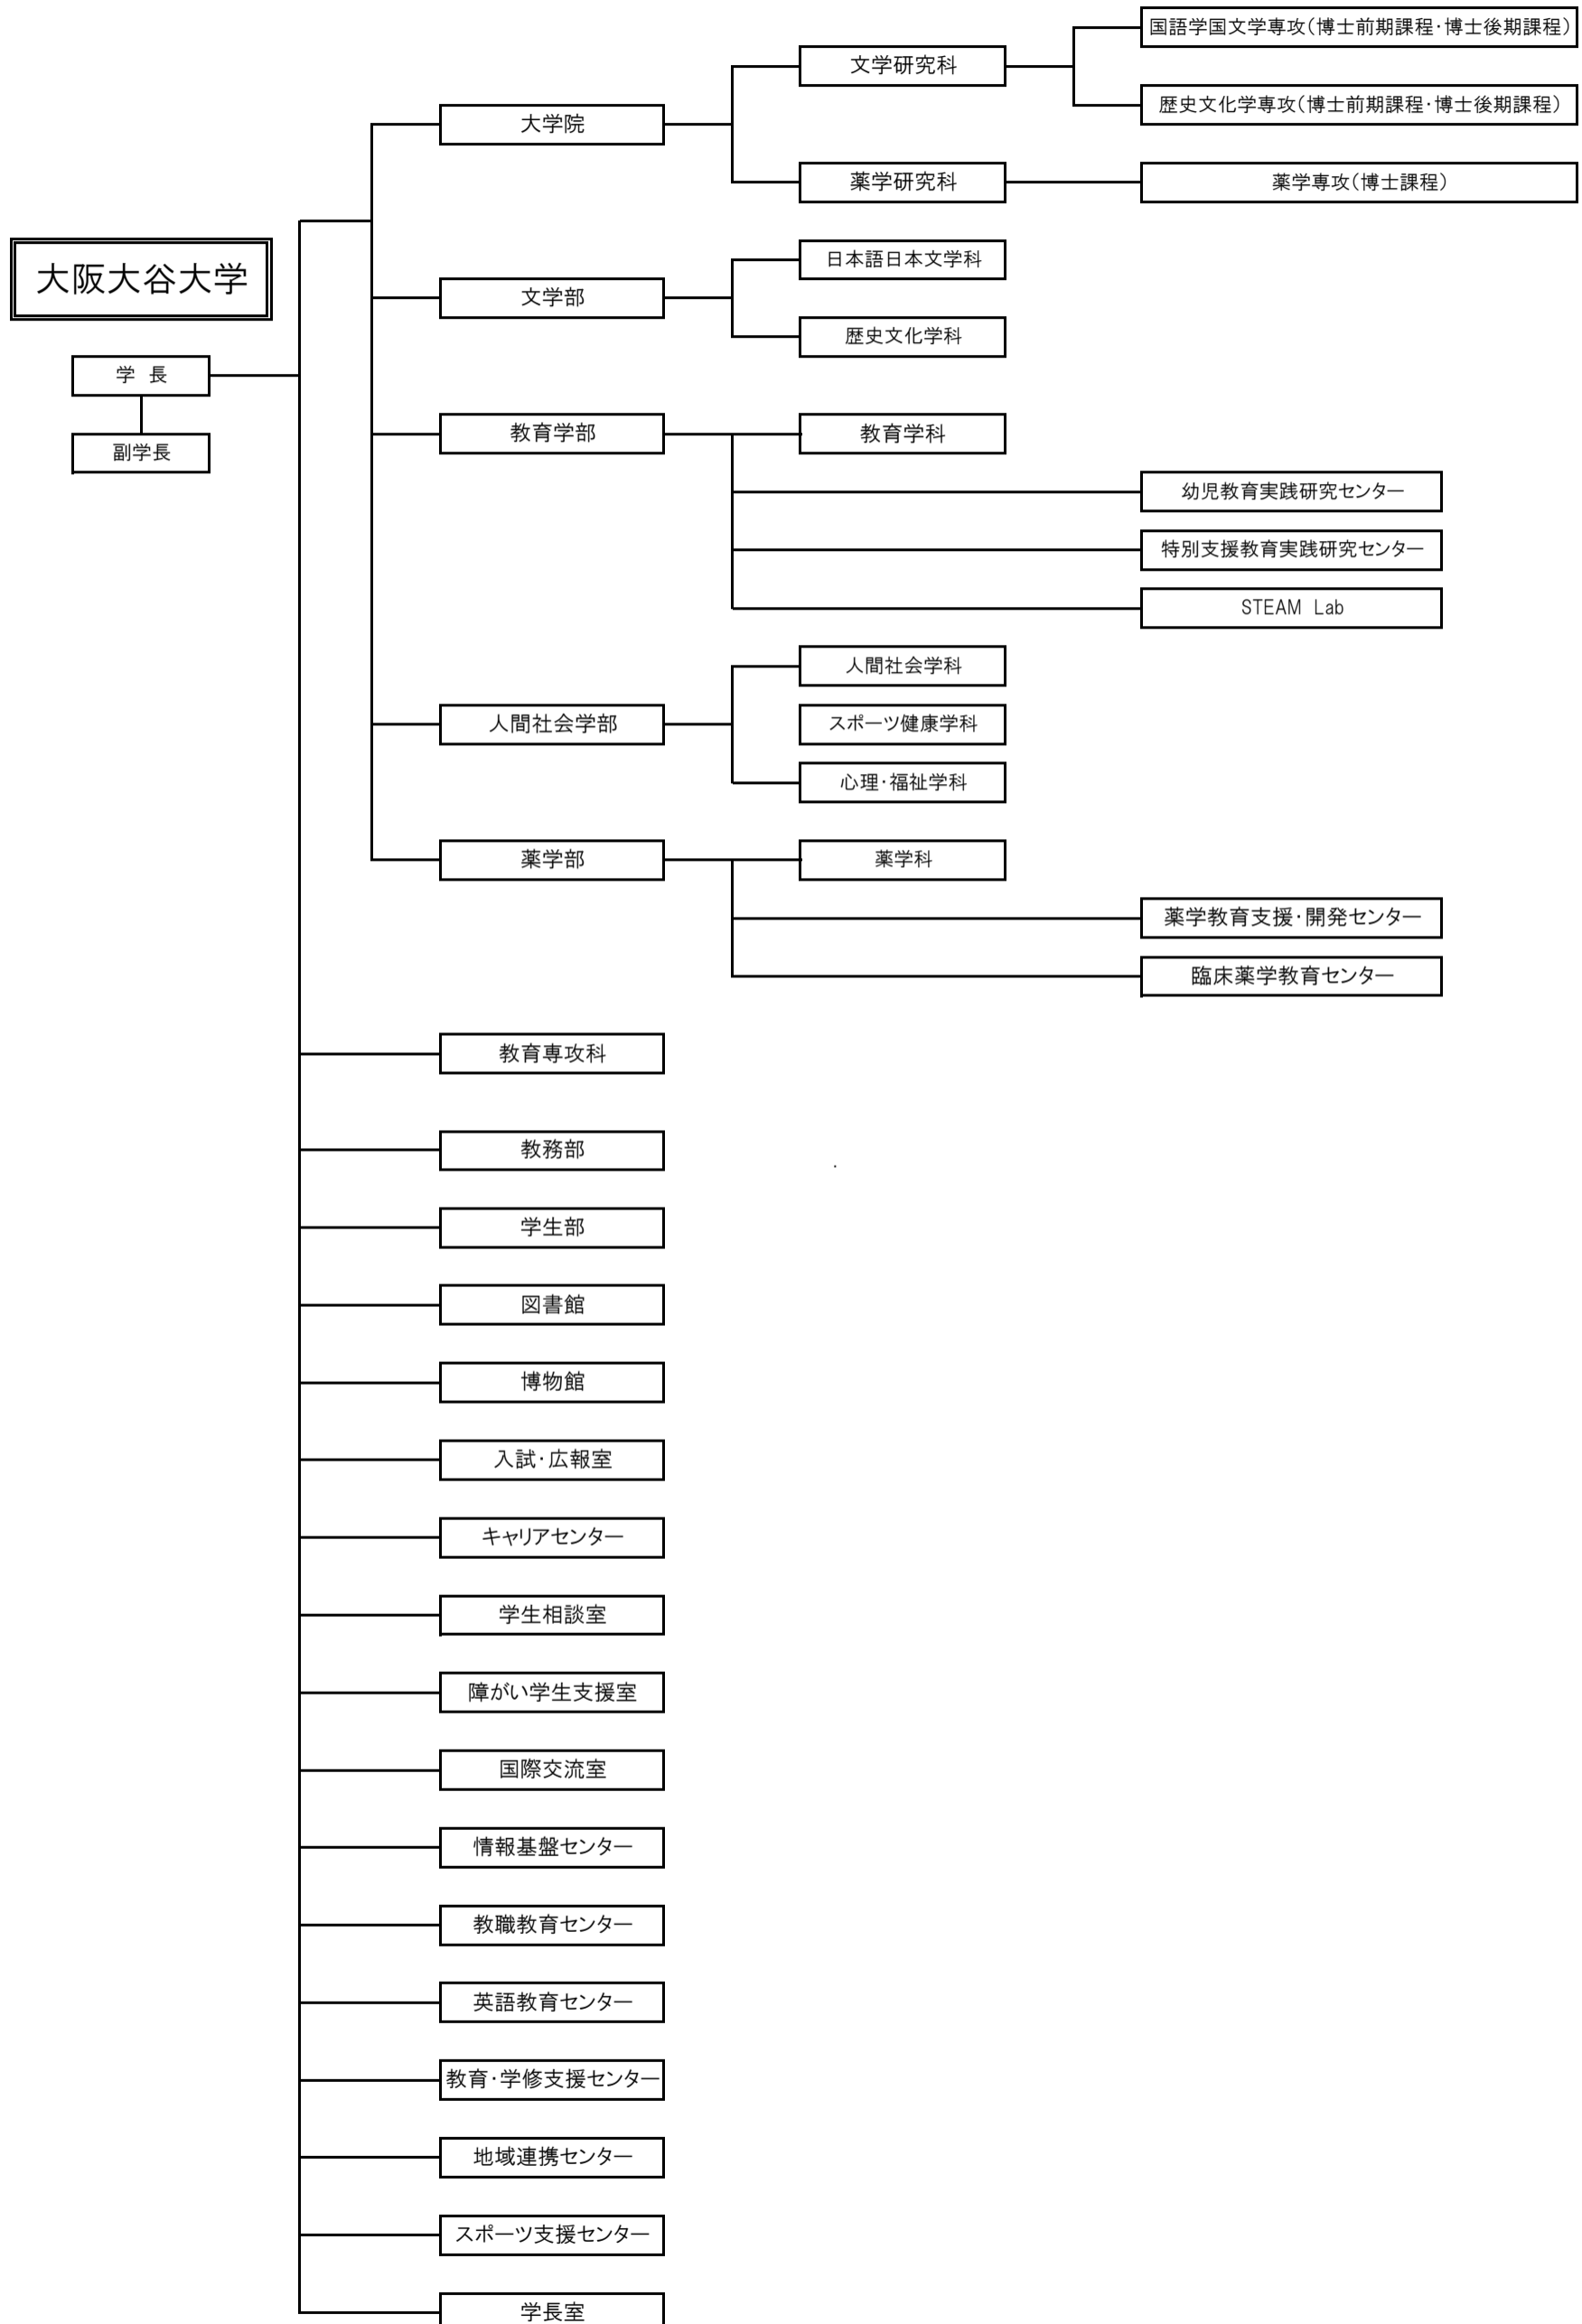 国語学国文学専攻(博士前期課程・博士後期課程)
文学研究科
歴史文化学専攻(博士前期課程・博士後期課程)
大学院
薬学研究科
薬学専攻(博士課程)
大阪大谷大学
日本語日本文学科
文学部
歴史文化学科
学 長
副学長
教育学部
教育学科
幼児教育実践研究センター
特別支援教育実践研究センター
STEAM Lab
人間社会学科
人間社会学部
スポーツ健康学科
心理・福祉学科
薬学部
薬学科
薬学教育支援・開発センター
臨床薬学教育センター
教育専攻科
教務部
学生部
図書館
博物館
入試・広報室
キャリアセンター
学生相談室
障がい学生支援室
国際交流室
情報基盤センター
教職教育センター
英語教育センター
教育・学修支援センター
地域連携センター
スポーツ支援センター
学長室